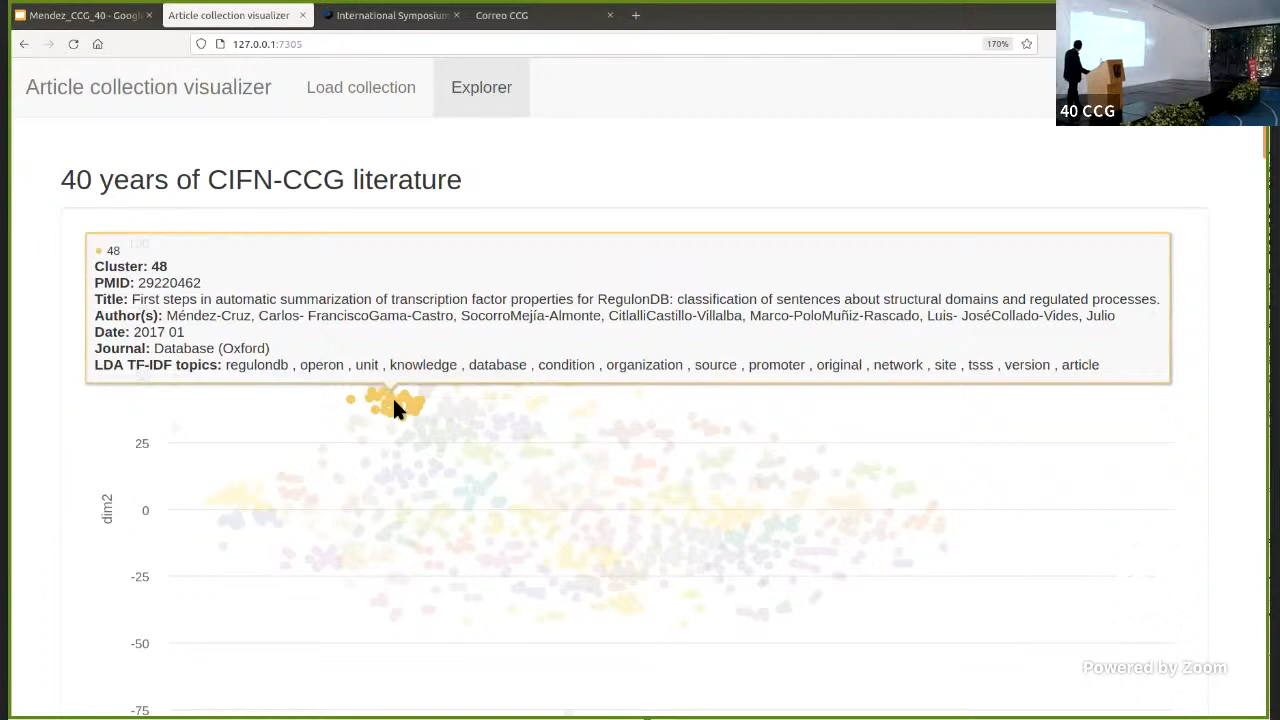 Mendez_CCG_40 - Googl
Article collection visualizer
International Symposium
Correo CCG
127.0.0.1:7305
170%
Article collection visualizer
Load collection
Explorer
40 CCG
40 years of CIFN-CCG literature
100
48
Cluster: 48
PMID: 29220462
Title: First steps in automatic summarization of transcription factor properties for RegulonDB: classification of sentences about structural domains and regulated processes.
Author(s): Méndez-Cruz, Carlos- FranciscoGama-Castro, SocorroMejía-Almonte, CitlalliCastillo-Villalba, Marco-PoloMuñiz-Rascado, Luis- JoséCollado-Vides, Julio
Date: 2017 01
Journal: Database (Oxford)
LDA TF-IDF topics: regulondb , operon , unit , knowledge , database , condition , organization , source , promoter , original , network , site , tsss , version , article
25
dim2
0
-25
-50
-75
Powered by Zoom